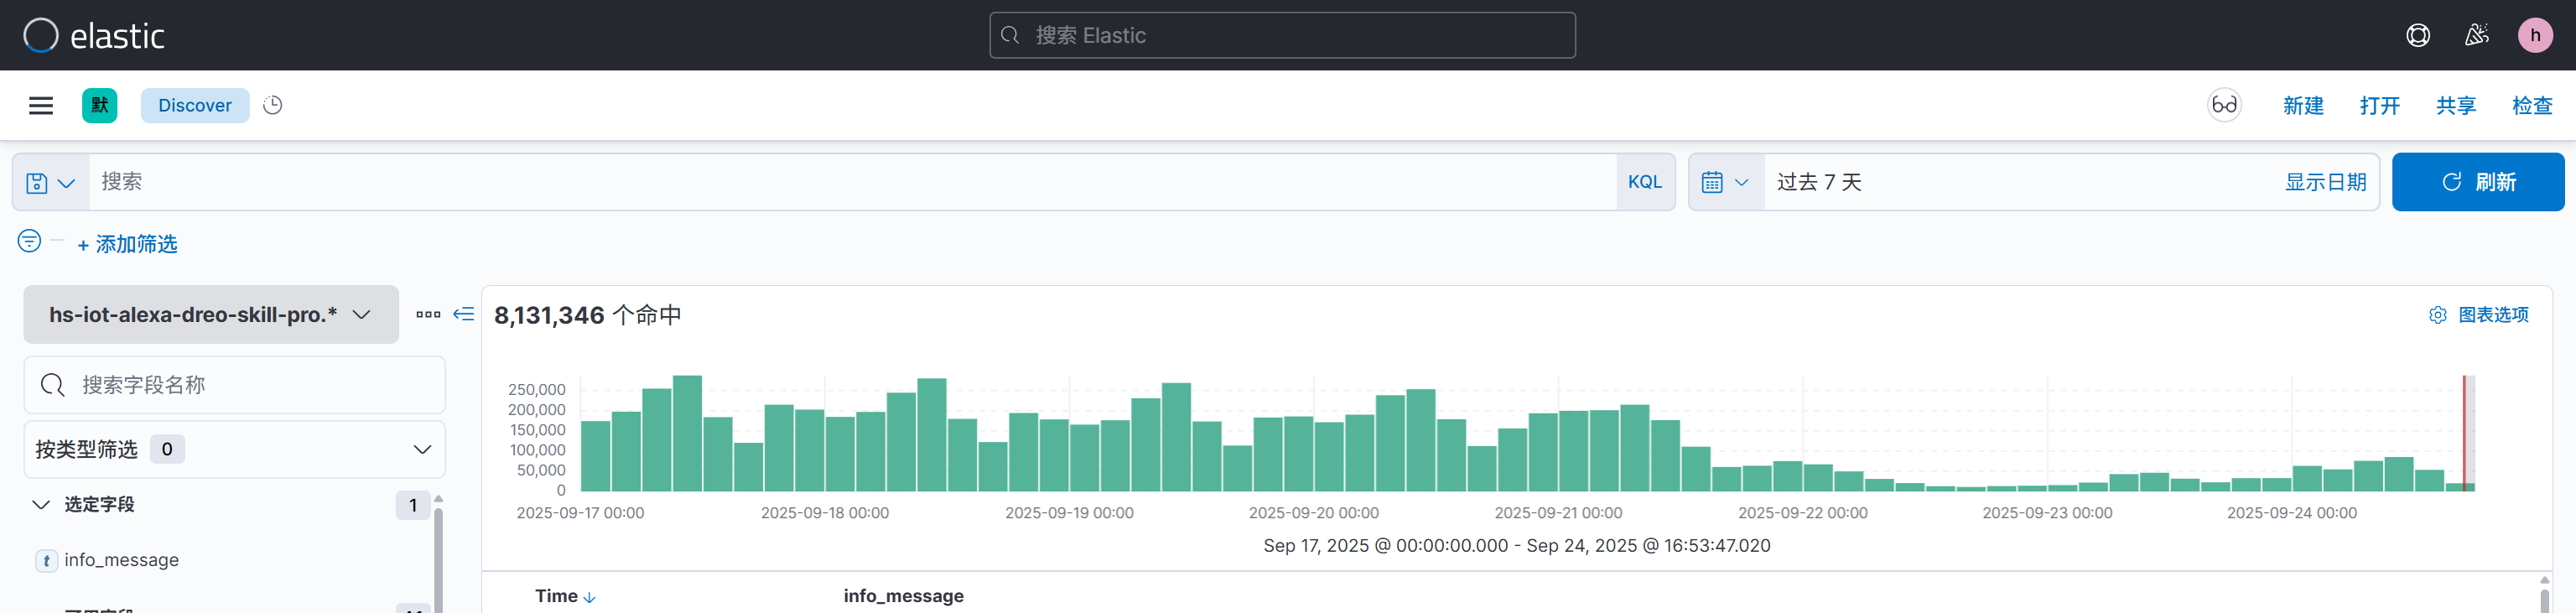 elastic
搜索 Elastic
h
默
Discover
新建
打开
共享
检查
搜索
KQL
过去 7 天
显示日期
刷新
+ 添加筛选
hs-iot-alexa-dreo-skill-pro.*
8,131,346 个命中
图表选项
搜索字段名称
按类型筛选 0
选定字段 1
t info_message
250,000
200,000
150,000
100,000
50,000
0
2025-09-17 00:00
2025-09-18 00:00
2025-09-19 00:00
2025-09-20 00:00
2025-09-21 00:00
2025-09-22 00:00
2025-09-23 00:00
2025-09-24 00:00
Sep 17, 2025 @ 00:00:00.000 - Sep 24, 2025 @ 16:53:47.020
Time
info_message